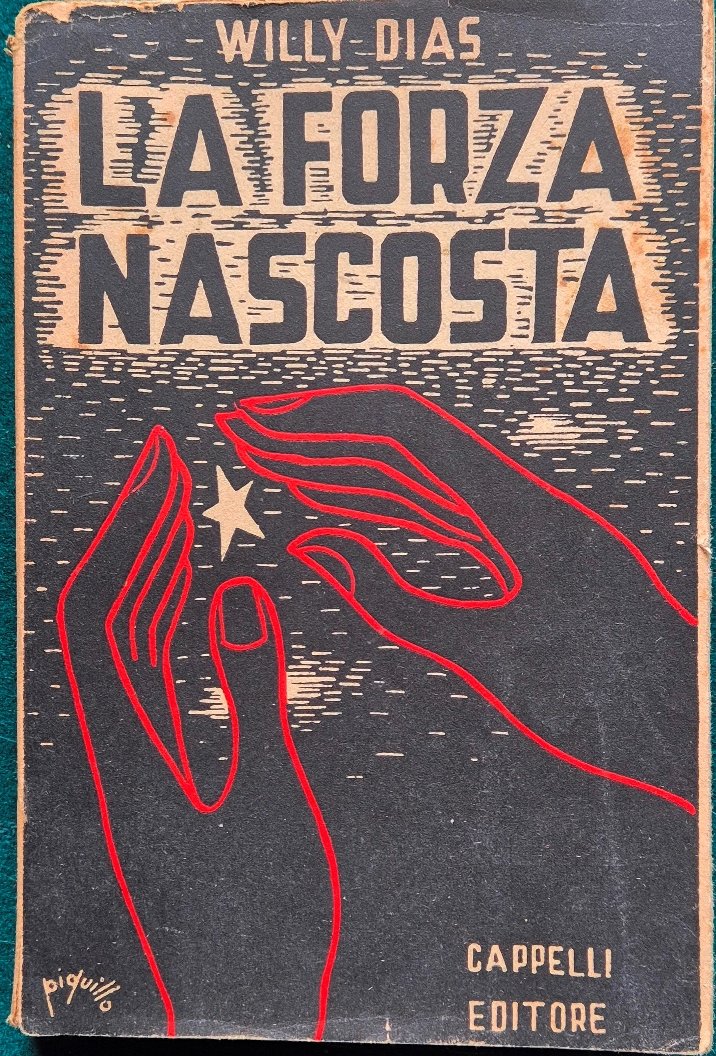 WILLY DIAS
LA FORZA
NASCOSTA
CAPPELLI
EDITORE
piquillo